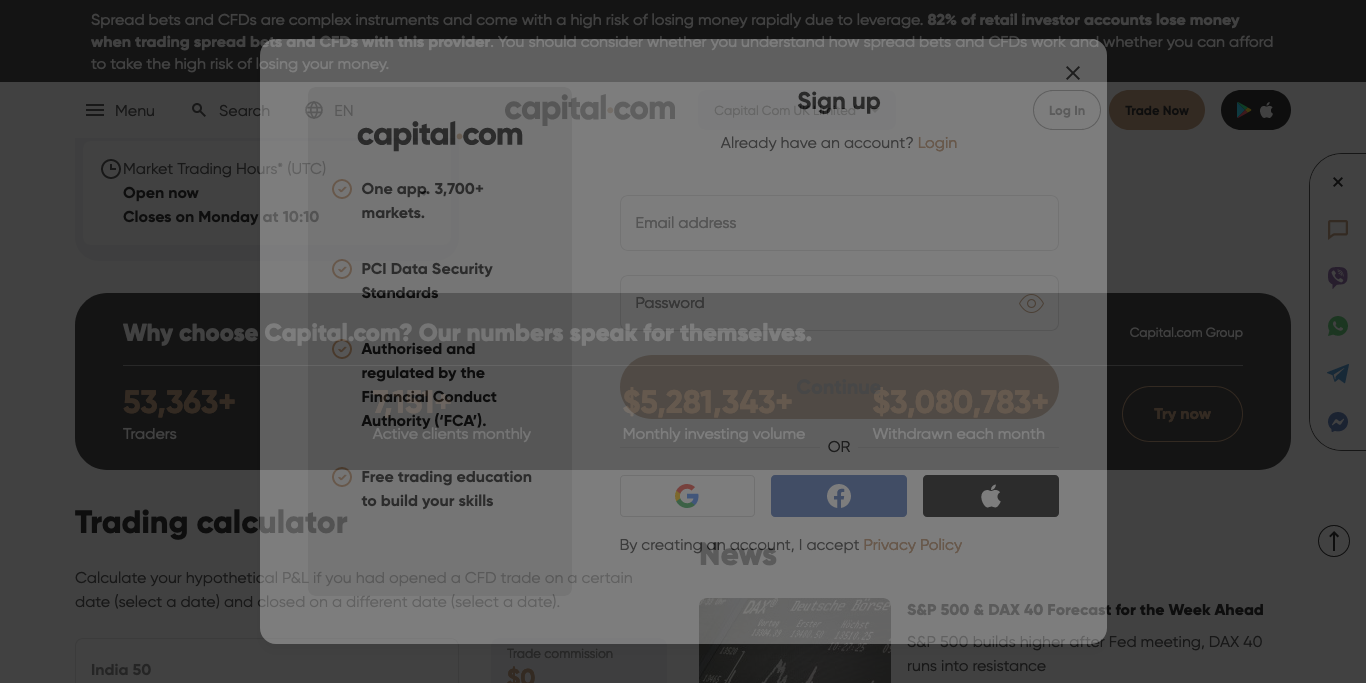 Spread bets and CFDs are complex instruments and come with a high risk of losing money rapidly due to leverage. 82% of retail investor accounts lose money
when trading spread bets and CFDs with this provider. You should consider whether you understand how spread bets and CFDs work and whether you can afford
to take the high risk of losing your money.
Menu
Search
EN
capital.com
Capital Com UK Limited
Log In
Trade Now
Market Trading Hours* (UTC)
Open now
Closes on Monday at 10:10
capital.com
One app. 3,700+
markets.
PCI Data Security
Standards
Authorised and
regulated by the
Financial Conduct
Authority (‘FCA’).
Free trading education
to build your skills
Sign up
Already have an account? Login
Email address
Password
Continue
OR
By creating an account, I accept Privacy Policy
Why choose Capital.com? Our numbers speak for themselves.
Capital.com Group
53,363+
Traders
Active clients monthly
$5,281,343+
Monthly investing volume
$3,080,783+
Withdrawn each month
Try now
Trading calculator
Calculate your hypothetical P&L if you had opened a CFD trade on a certain
date (select a date) and closed on a different date (select a date).
India 50
Trade commission
$0
News
DAX
Deutsche Börse
S&P 500 & DAX 40 Forecast for the Week Ahead
S&P 500 builds higher after Fed meeting, DAX 40
runs into resistance